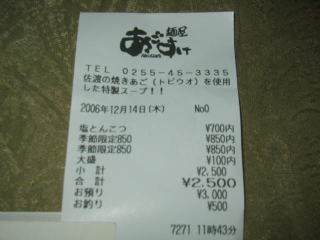 麺屋
あごすけ
TEL 0255-45-3335
佐渡の焼きあご(トビウオ)を使用
した特製スープ!!
2006年12月14日(木) No0
塩とんこつ ¥700内
季節限定850 ¥850内
季節限定850 ¥850内
大盛 ¥100内
小 計 ¥2,500
合 計 ¥2,500
お預り ¥3,000
お釣り ¥500
7271 11時43分